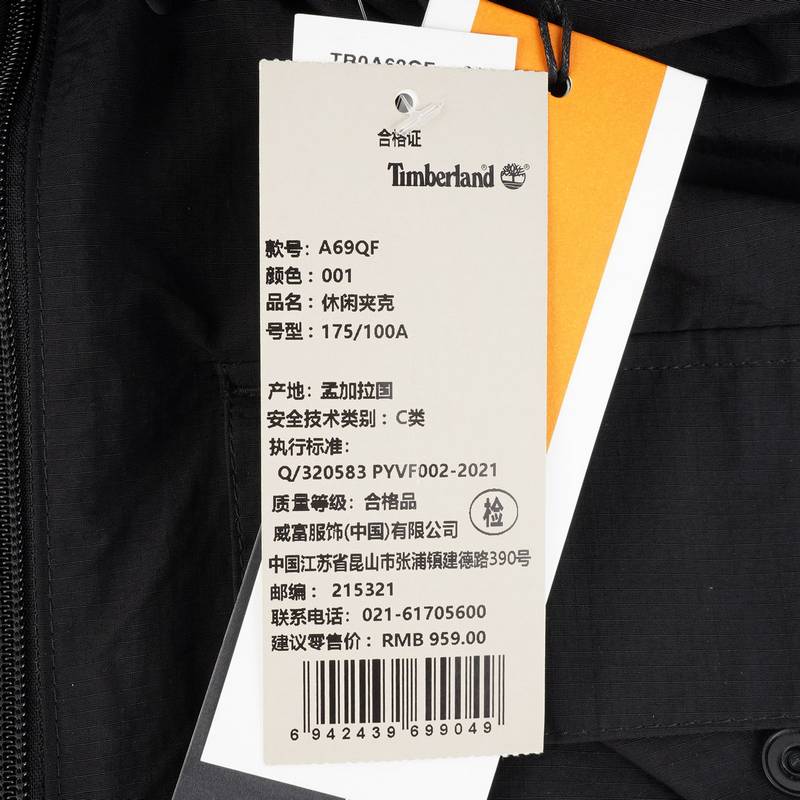 合格证
Timberland
款号: A69QF
颜色: 001
品名: 休闲夹克
号型: 175/100A
产地: 孟加拉国
安全技术类别: C类
执行标准:
Q/320583 PYVF002-2021
质量等级: 合格品
检
威富服饰(中国)有限公司
中国江苏省昆山市张浦镇建德路390号
邮编: 215321
联系电话: 021-61705600
建议零售价: RMB 959.00
6 942439 699049